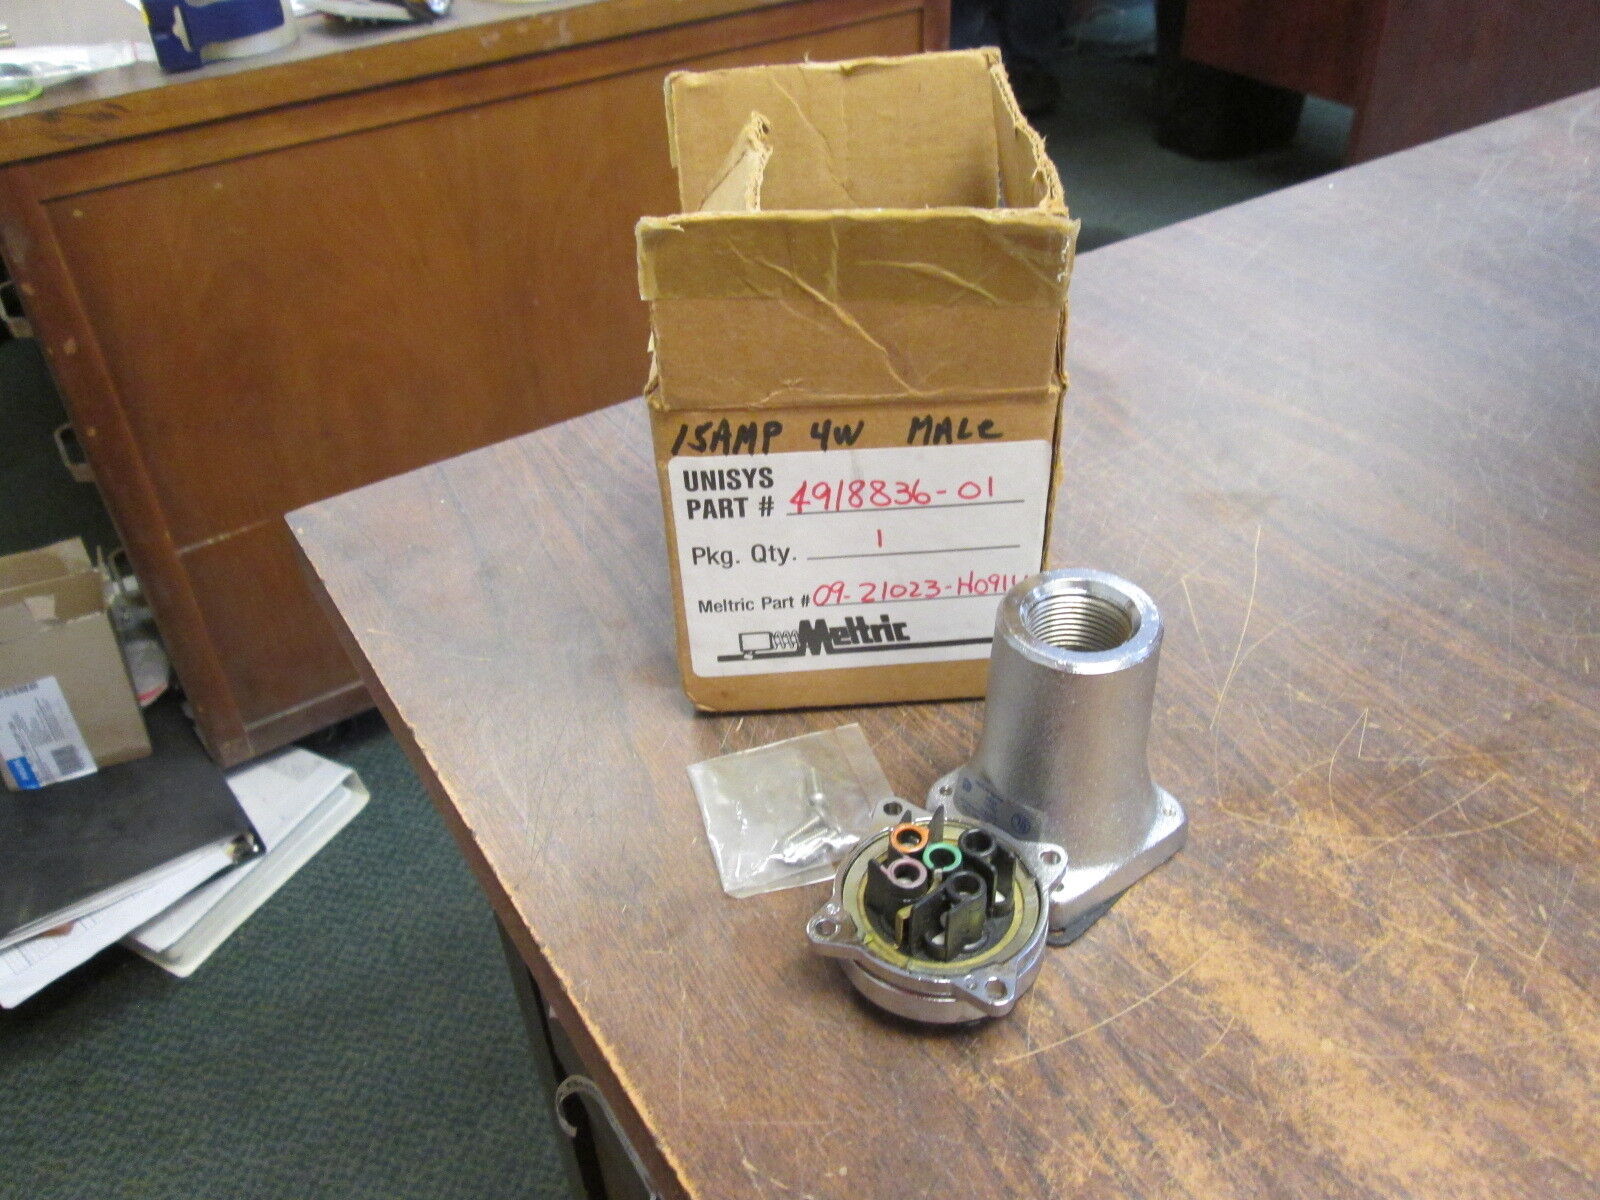 15AMP 4W MALE
UNISYS
PART # 4918836-01
Pkg. Qty. 1
Meltric Part # 09-21023-H091
Meltric